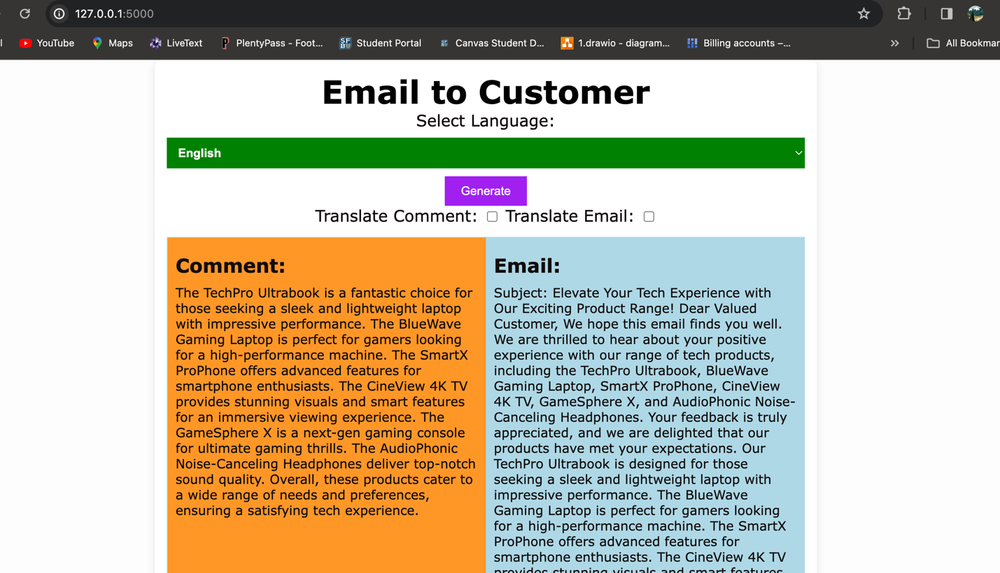 127.0.0.1:5000
l YouTube Maps LiveText PlentyPass - Foot... SFBU Student Portal Canvas Student D... 1.drawio - diagram... Billing accounts –... » All Bookmar
Email to Customer
Select Language:
English
Generate
Translate Comment: Translate Email:
Comment:
The TechPro Ultrabook is a fantastic choice for
those seeking a sleek and lightweight laptop
with impressive performance. The BlueWave
Gaming Laptop is perfect for gamers looking
for a high-performance machine. The SmartX
ProPhone offers advanced features for
smartphone enthusiasts. The CineView 4K TV
provides stunning visuals and smart features
for an immersive viewing experience. The
GameSphere X is a next-gen gaming console
for ultimate gaming thrills. The AudioPhonic
Noise-Canceling Headphones deliver top-notch
sound quality. Overall, these products cater to
a wide range of needs and preferences,
ensuring a satisfying tech experience.
Email:
Subject: Elevate Your Tech Experience with
Our Exciting Product Range! Dear Valued
Customer, We hope this email finds you well.
We are thrilled to hear about your positive
experience with our range of tech products,
including the TechPro Ultrabook, BlueWave
Gaming Laptop, SmartX ProPhone, CineView
4K TV, GameSphere X, and AudioPhonic Noise-
Canceling Headphones. Your feedback is truly
appreciated, and we are delighted that our
products have met your expectations. Our
TechPro Ultrabook is designed for those
seeking a sleek and lightweight laptop with
impressive performance. The BlueWave
Gaming Laptop is perfect for gamers looking
for a high-performance machine. The SmartX
ProPhone offers advanced features for
smartphone enthusiasts. The CineView 4K TV
provides stunning visuals and smart features